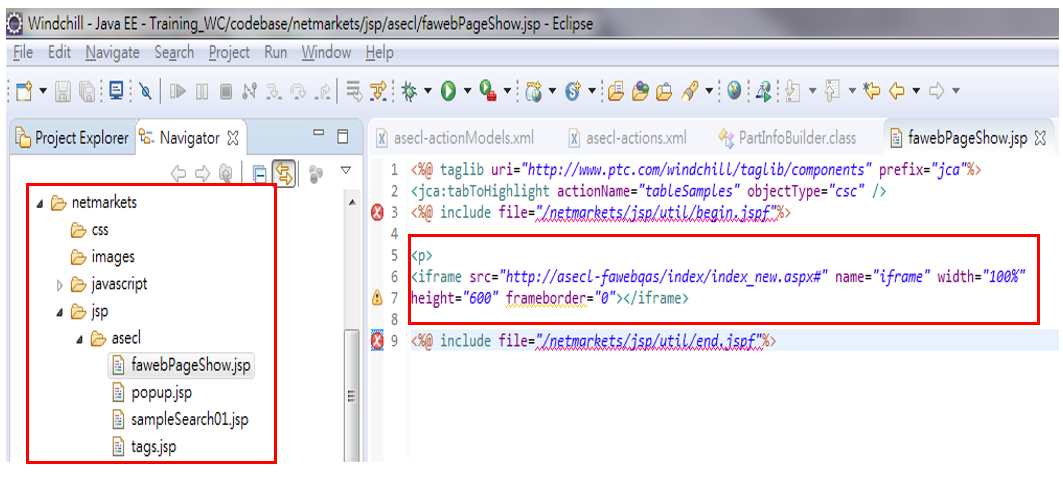 Windchill - Java EE - Training_WC/codebase/netmarkets/jsp/asecl/fawebPageShow.jsp - Eclipse
File Edit Navigate Search Project Run Window Help
Project Explorer Navigator
asecl-actionModels.xml asecl-actions.xml PartInfoBuilder.class fawebPageShow.jsp
netmarkets
css
images
javascript
jsp
asecl
fawebPageShow.jsp
popup.jsp
sampleSearch01.jsp
tags.jsp
1 <%@ taglib uri="http://www.ptc.com/windchill/taglib/components" prefix="jca"%>
2 <jca:tabToHighlight actionName="tableSamples" objectType="csc" />
3 <%@ include file="/netmarkets/jsp/util/begin.jspf"%>
4
5 <p>
6 <iframe src="http://asecl-fawebqas/index/index_new.aspx#" name="iframe" width="100%"
7 height="600" frameborder="0"></iframe>
8
9 <%@ include file="/netmarkets/jsp/util/end.jspf"%>